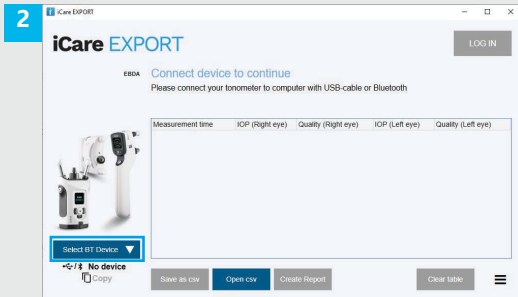 2
iCare EXPORT
iCare EXPORT
LOG IN
EBDA
Connect device to continue
Please connect your tonometer to computer with USB-cable or Bluetooth
Measurement time IOP (Right eye) Quality (Right eye) IOP (Left eye) Quality (Left eye)
Select BT Device
No device
Copy
Save as csv Open csv Create Report Clear table